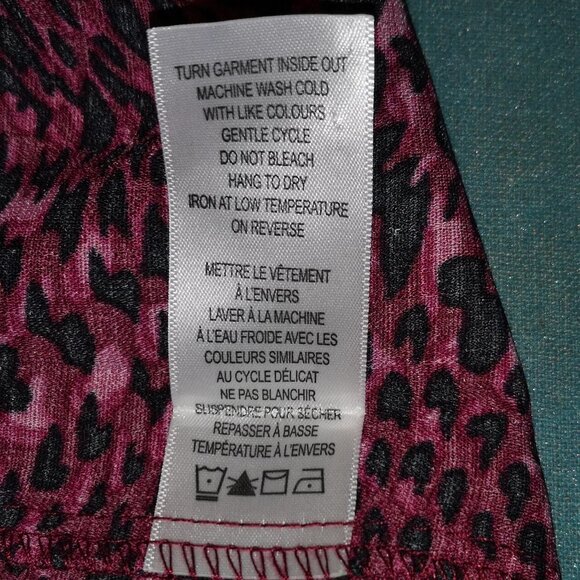 TURN GARMENT INSIDE OUT
MACHINE WASH COLD
WITH LIKE COLOURS
GENTLE CYCLE
DO NOT BLEACH
HANG TO DRY
IRON AT LOW TEMPERATURE
ON REVERSE
METTRE LE VÊTEMENT
À L'ENVERS
LAVER À LA MACHINE
À L'EAU FROIDE AVEC LES
COULEURS SIMILAIRES
AU CYCLE DÉLICAT
NE PAS BLANCHIR
SUSPENDRE POUR SÉCHER
REPASSER À BASSE
TEMPÉRATURE À L'ENVERS